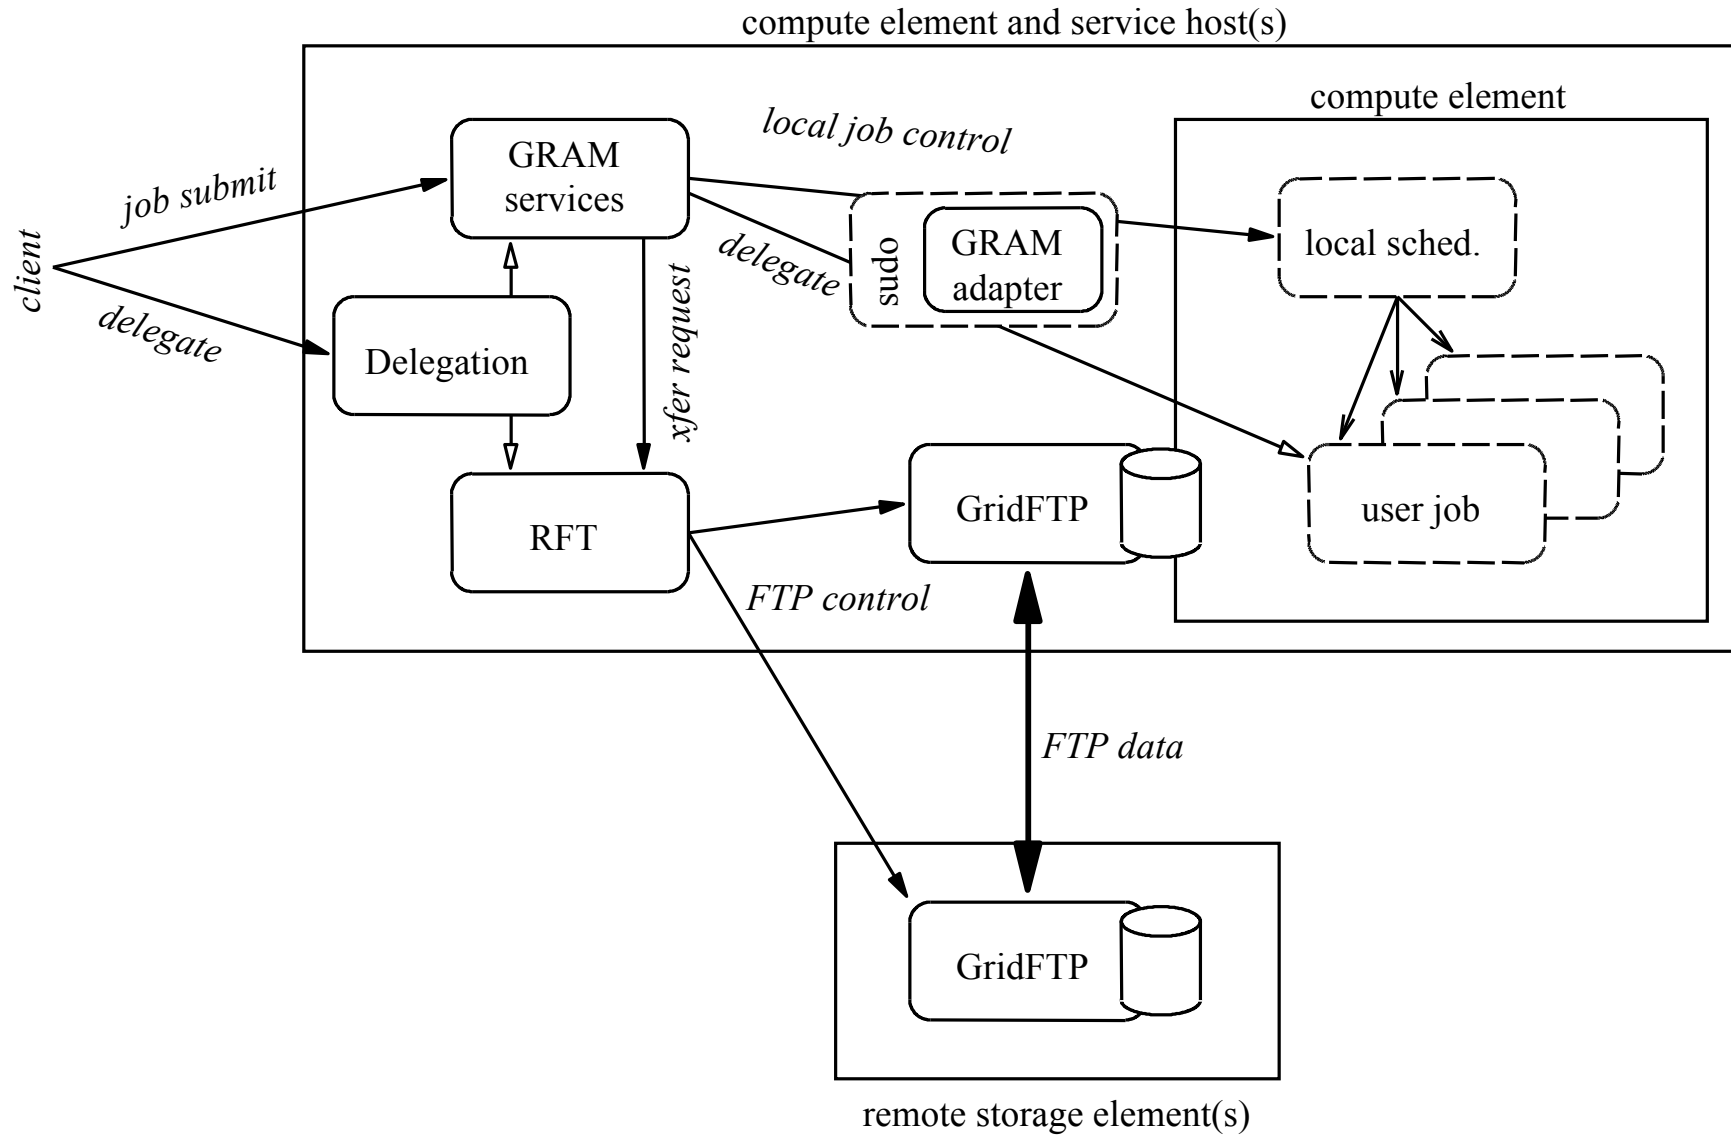 compute element and service host(s)
compute element
GRAM
services
local job control
job submit
client
delegate
Delegation
xfer request
delegate
sudo
GRAM
adapter
local sched.
user job
RFT
GridFTP
FTP control
FTP data
GridFTP
remote storage element(s)